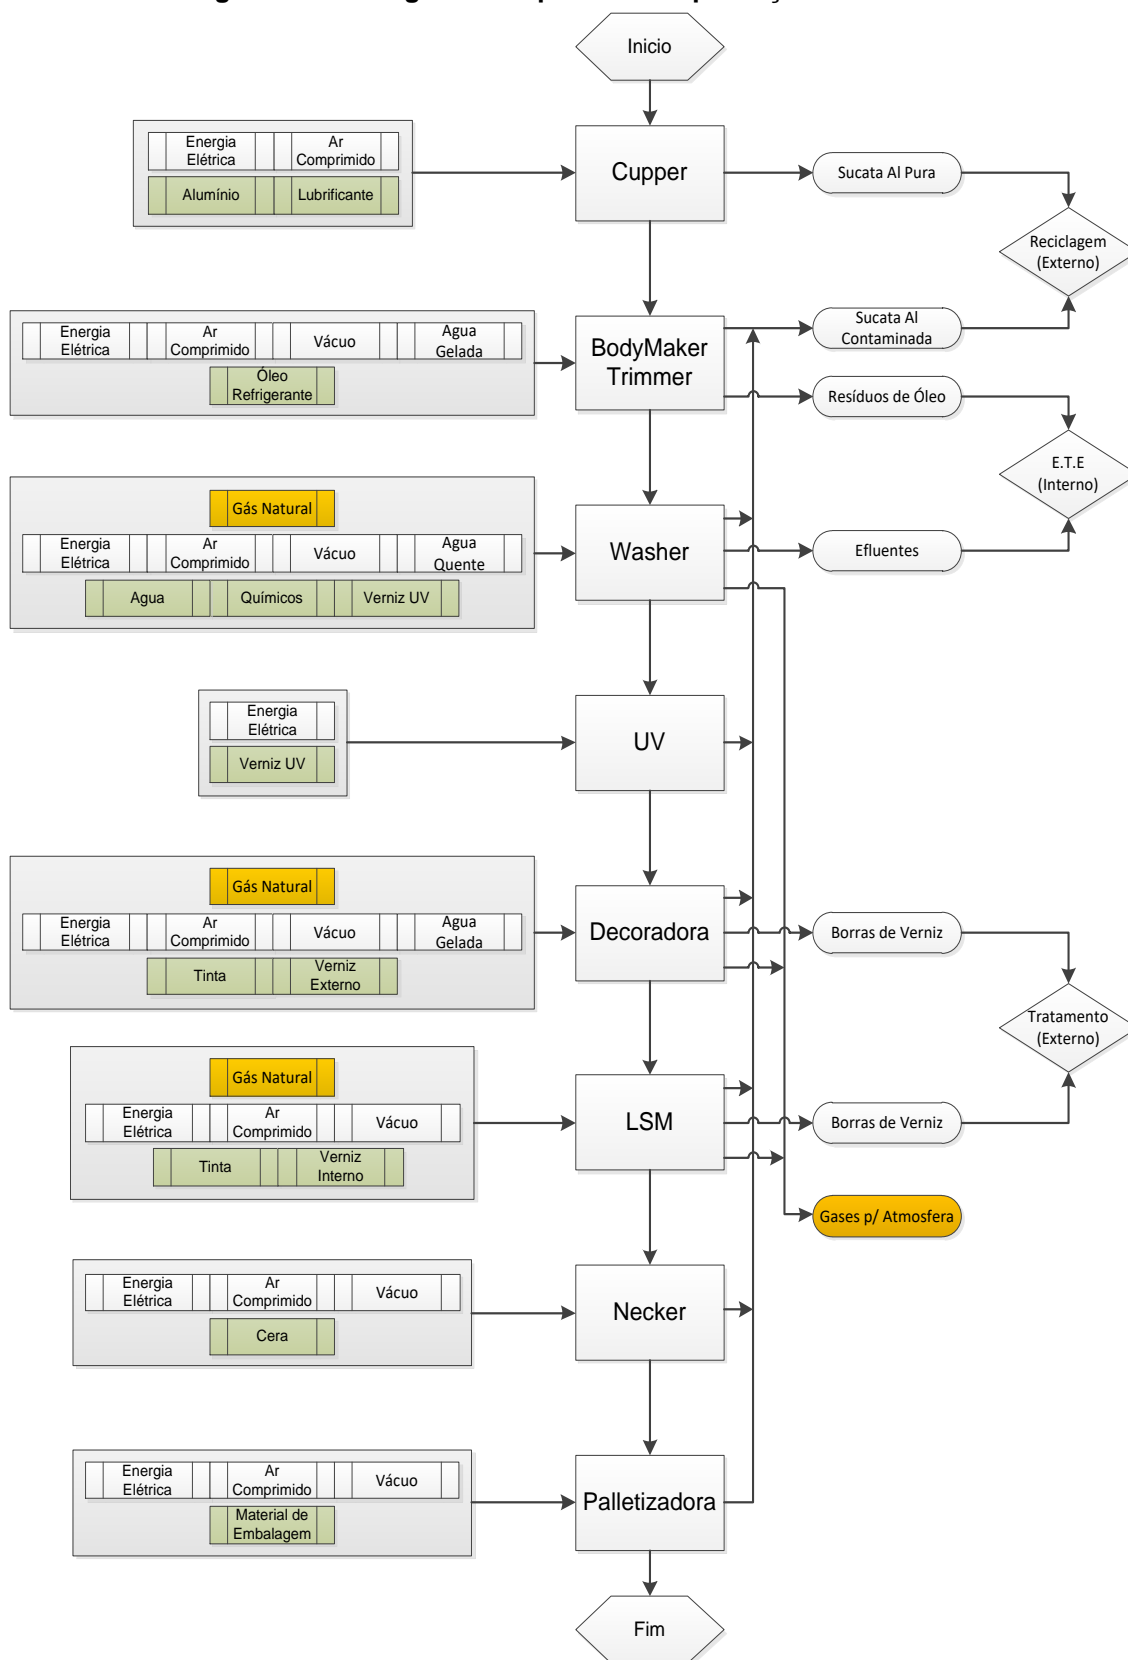 Inicio
Energia
Elétrica
Ar
Comprimido
Alumínio
Lubrificante
Cupper
Sucata Al Pura
Reciclagem
(Externo)
Energia
Elétrica
Ar
Comprimido
Vácuo
Agua
Gelada
Óleo
Refrigerante
BodyMaker
Trimmer
Sucata Al
Contaminada
Resíduos de Óleo
E.T.E
(Interno)
Gás Natural
Energia
Elétrica
Ar
Comprimido
Vácuo
Agua
Quente
Agua
Químicos
Verniz UV
Washer
Efluentes
Energia
Elétrica
Verniz UV
UV
Gás Natural
Energia
Elétrica
Ar
Comprimido
Vácuo
Agua
Gelada
Tinta
Verniz
Externo
Decoradora
Borras de Verniz
Tratamento
(Externo)
Gás Natural
Energia
Elétrica
Ar
Comprimido
Vácuo
Tinta
Verniz
Interno
LSM
Borras de Verniz
Gases p/ Atmosfera
Energia
Elétrica
Ar
Comprimido
Vácuo
Cera
Necker
Energia
Elétrica
Ar
Comprimido
Vácuo
Material de
Embalagem
Palletizadora
Fim